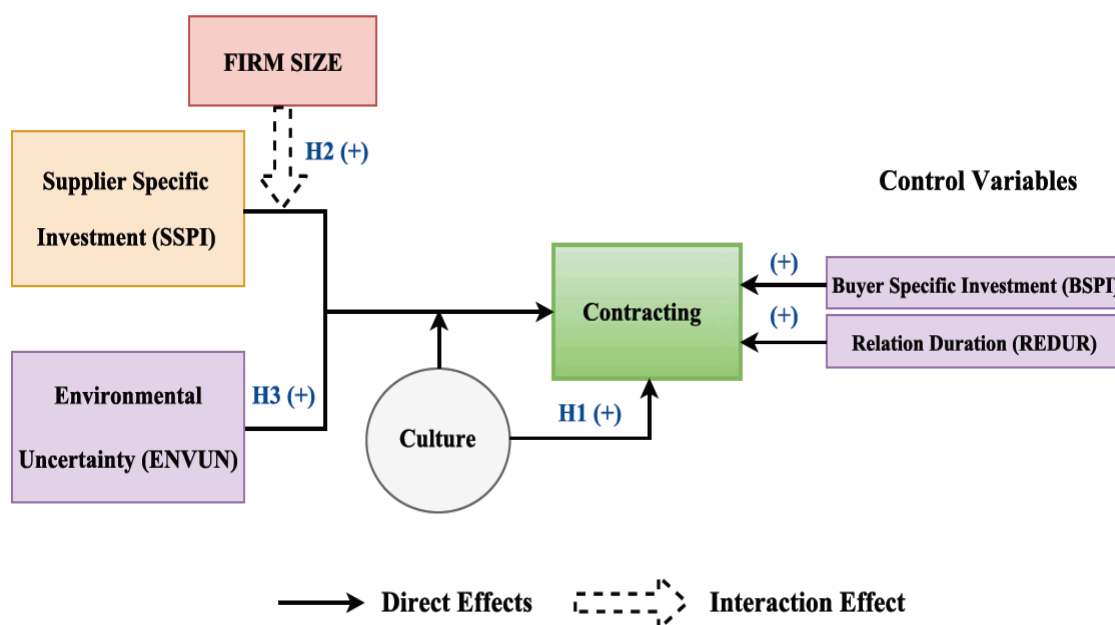 FIRM SIZE
H2 (+)
Supplier Specific
Investment (SSPI)
Control Variables
Contracting
(+)
Buyer Specific Investment (BSPI)
(+)
Relation Duration (REDUR)
Environmental
Uncertainty (ENVUN)
H3 (+)
Culture
H1 (+)
Direct Effects
Interaction Effect